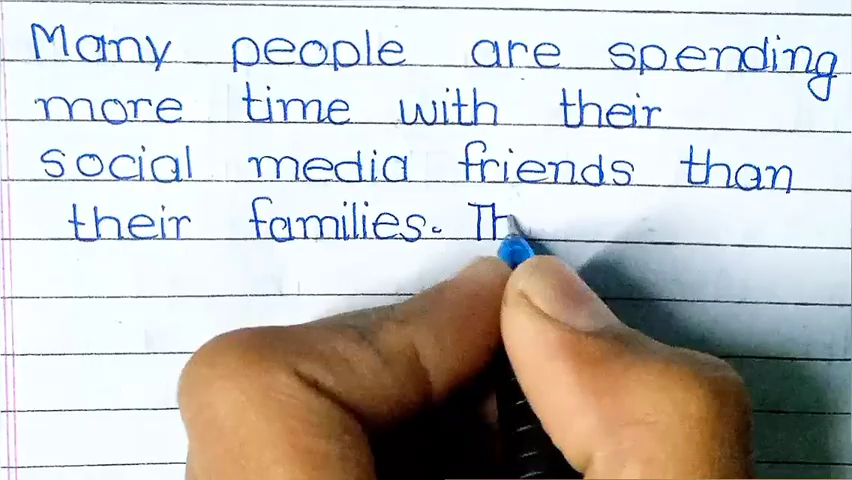 Many people are spending
more time with their
social media friends than
their families. Th